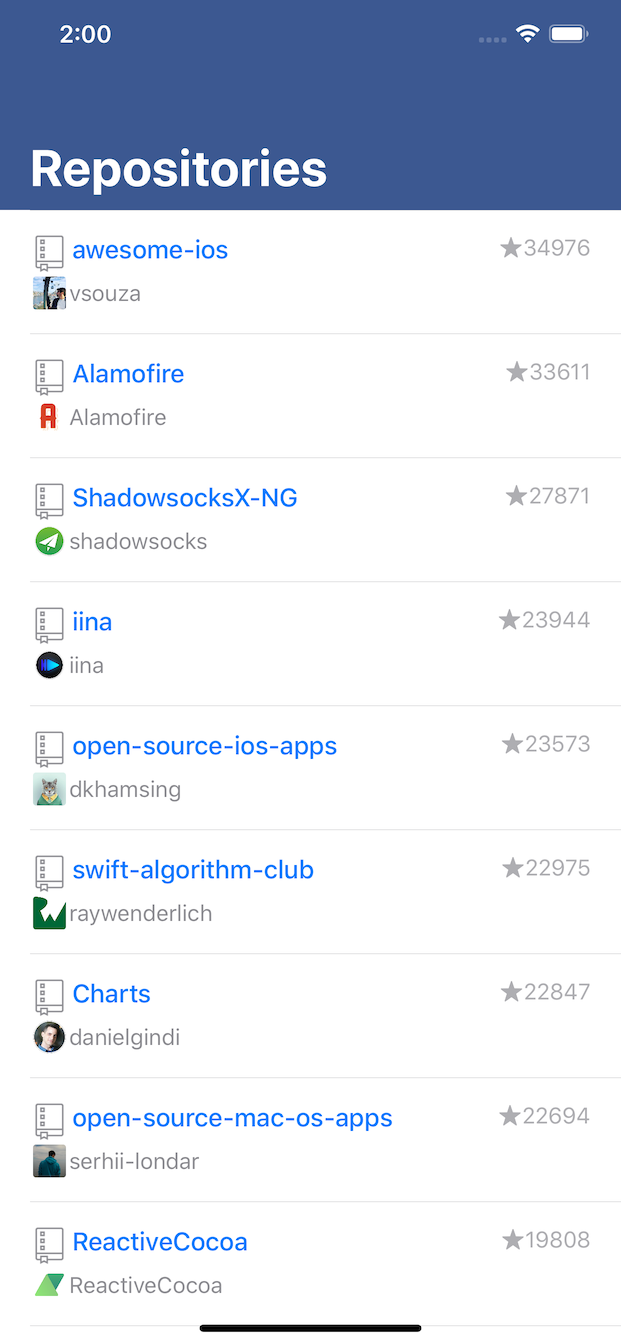 2:00
Repositories
awesome-ios ★34976
vsouza
Alamofire ★33611
Alamofire
ShadowsocksX-NG ★27871
shadowsocks
iina ★23944
iina
open-source-ios-apps ★23573
dkhamsing
swift-algorithm-club ★22975
raywenderlich
Charts ★22847
danielgindi
open-source-mac-os-apps ★22694
serhii-londar
ReactiveCocoa ★19808
ReactiveCocoa